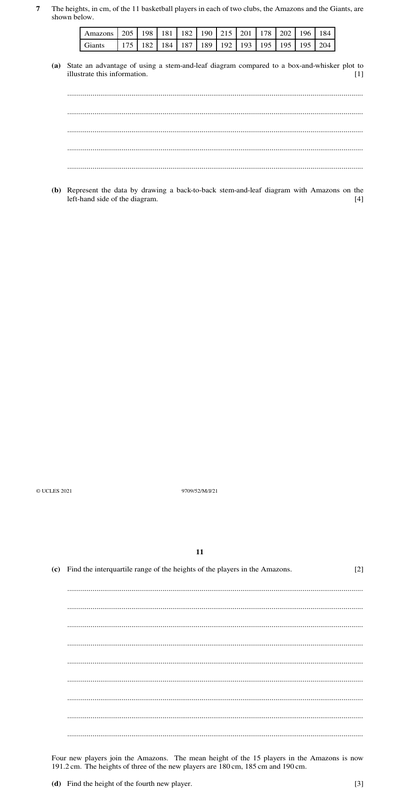 7 The heights, in cm, of the 11 basketball players in each of two clubs, the Amazons and the Giants, are
shown below.
Amazons 205 198 181 182 190 215 201 178 202 196 184
Giants 175 182 184 187 189 192 193 195 195 195 204
(a) State an advantage of using a stem-and-leaf diagram compared to a box-and-whisker plot to
illustrate this information. [1]
(b) Represent the data by drawing a back-to-back stem-and-leaf diagram with Amazons on the
left-hand side of the diagram. [4]
© UCLES 2021 9709/52/M/J/21
11
(c) Find the interquartile range of the heights of the players in the Amazons. [2]
Four new players join the Amazons. The mean height of the 15 players in the Amazons is now
191.2 cm. The heights of three of the new players are 180 cm, 185 cm and 190 cm.
(d) Find the height of the fourth new player. [3]